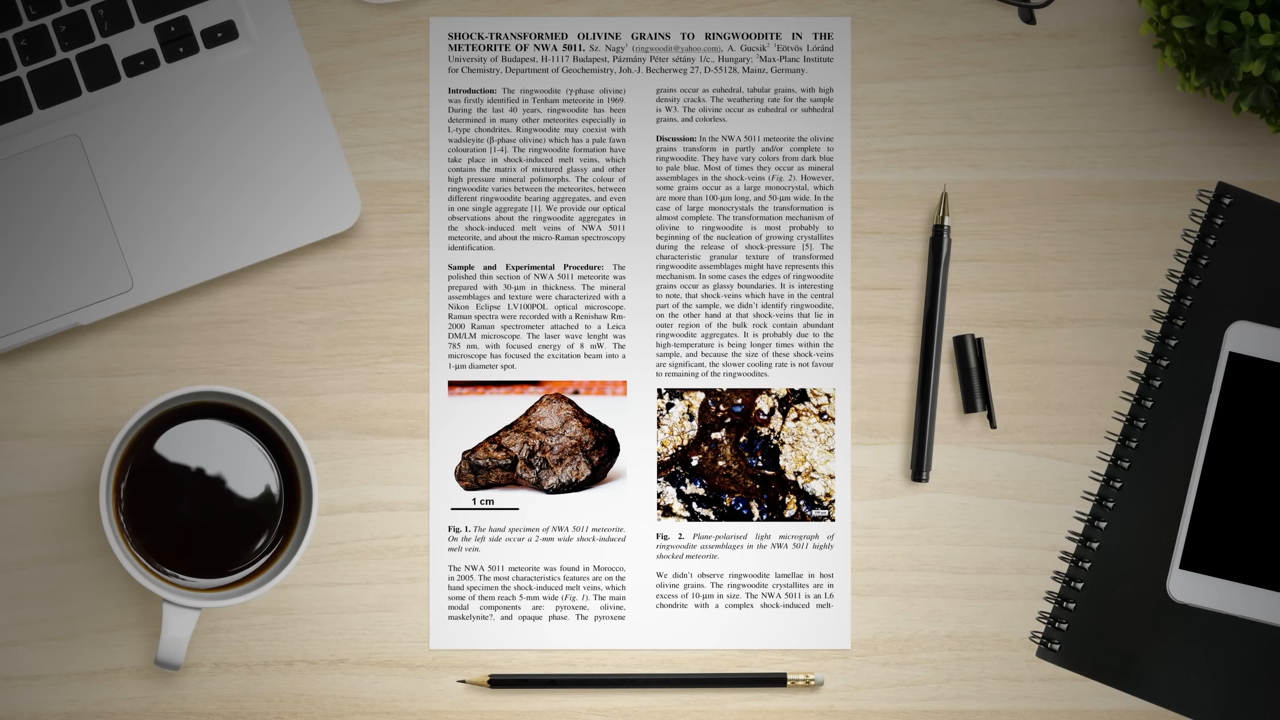 SHOCK-TRANSFORMED OLIVINE GRAINS TO RINGWOODITE IN THE
METEORITE OF NWA 5011. Sz. Nagy1 (ringwoodit@yahoo.com), A. Gucsik2 1Eötvös Lóránd
University of Budapest, H-1117 Budapest, Pázmány Péter sétány 1/c., Hungary; 2Max-Planc Institute
for Chemistry, Department of Geochemistry, Joh.-J. Becherweg 27, D-55128, Mainz, Germany.
Introduction: The ringwoodite (γ-phase olivine)
was firstly identified in Tenham meteorite in 1969.
During the last 40 years, ringwoodite has been
determined in many other meteorites especially in
L-type chondrites. Ringwoodite may coexist with
wadsleyite (β-phase olivine) which has a pale fawn
colouration [1-4]. The ringwoodite formation have
take place in shock-induced melt veins, which
contains the matrix of mixtured glassy and other
high pressure mineral polimorphs. The colour of
ringwoodite varies between the meteorites, between
different ringwoodite bearing aggregates, and even
in one single aggregate [1]. We provide our optical
observations about the ringwoodite aggregates in
the shock-induced melt veins of NWA 5011
meteorite, and about the micro-Raman spectroscopy
identification.
Sample and Experimental Procedure: The
polished thin section of NWA 5011 meteorite was
prepared with 30-μm in thickness. The mineral
assemblages and texture were characterized with a
Nikon Eclipse LV100POL optical microscope.
Raman spectra were recorded with a Renishaw Rm-
2000 Raman spectrometer attached to a Leica
DM/LM microscope. The laser wave lenght was
785 nm, with focused energy of 8 mW. The
microscope has focused the excitation beam into a
1-μm diameter spot.
1 cm
Fig. 1. The hand specimen of NWA 5011 meteorite.
On the left side occur a 2-mm wide shock-induced
melt vein.
The NWA 5011 meteorite was found in Morocco,
in 2005. The most characteristics features are on the
hand specimen the shock-induced melt veins, which
some of them reach 5-mm wide (Fig. 1). The main
modal components are: pyroxene, olivine,
maskelynite?, and opaque phase. The pyroxene
grains occur as euhedral, tabular grains, with high
density cracks. The weathering rate for the sample
is W3. The olivine occur as euhedral or subhedral
grains, and colorless.
Discussion: In the NWA 5011 meteorite the olivine
grains transform in partly and/or complete to
ringwoodite. They have vary colors from dark blue
to pale blue. Most of times they occur as mineral
assemblages in the shock-veins (Fig. 2). However,
some grains occur as a large monocrystal, which
are more than 100-μm long, and 50-μm wide. In the
case of large monocrystals the transformation is
almost complete. The transformation mechanism of
olivine to ringwoodite is most probably to
beginning of the nucleation of growing crystallites
during the release of shock-pressure [5]. The
characteristic granular texture of transformed
ringwoodite assemblages might have represents this
mechanism. In some cases the edges of ringwoodite
grains occur as glassy boundaries. It is interesting
to note, that shock-veins which have in the central
part of the sample, we didn't identify ringwoodite,
on the other hand at that shock-veins that lie in
outer region of the bulk rock contain abundant
ringwoodite aggregates. It is probably due to the
high-temperature is being longer times within the
sample, and because the size of these shock-veins
are significant, the slower cooling rate is not favour
to remaining of the ringwoodites.
Fig. 2. Plane-polarised light micrograph of
ringwoodite assemblages in the NWA 5011 highly
shocked meteorite.
We didn't observe ringwoodite lamellae in host
olivine grains. The ringwoodite crystallites are in
excess of 10-μm in size. The NWA 5011 is an L6
chondrite with a complex shock-induced melt-